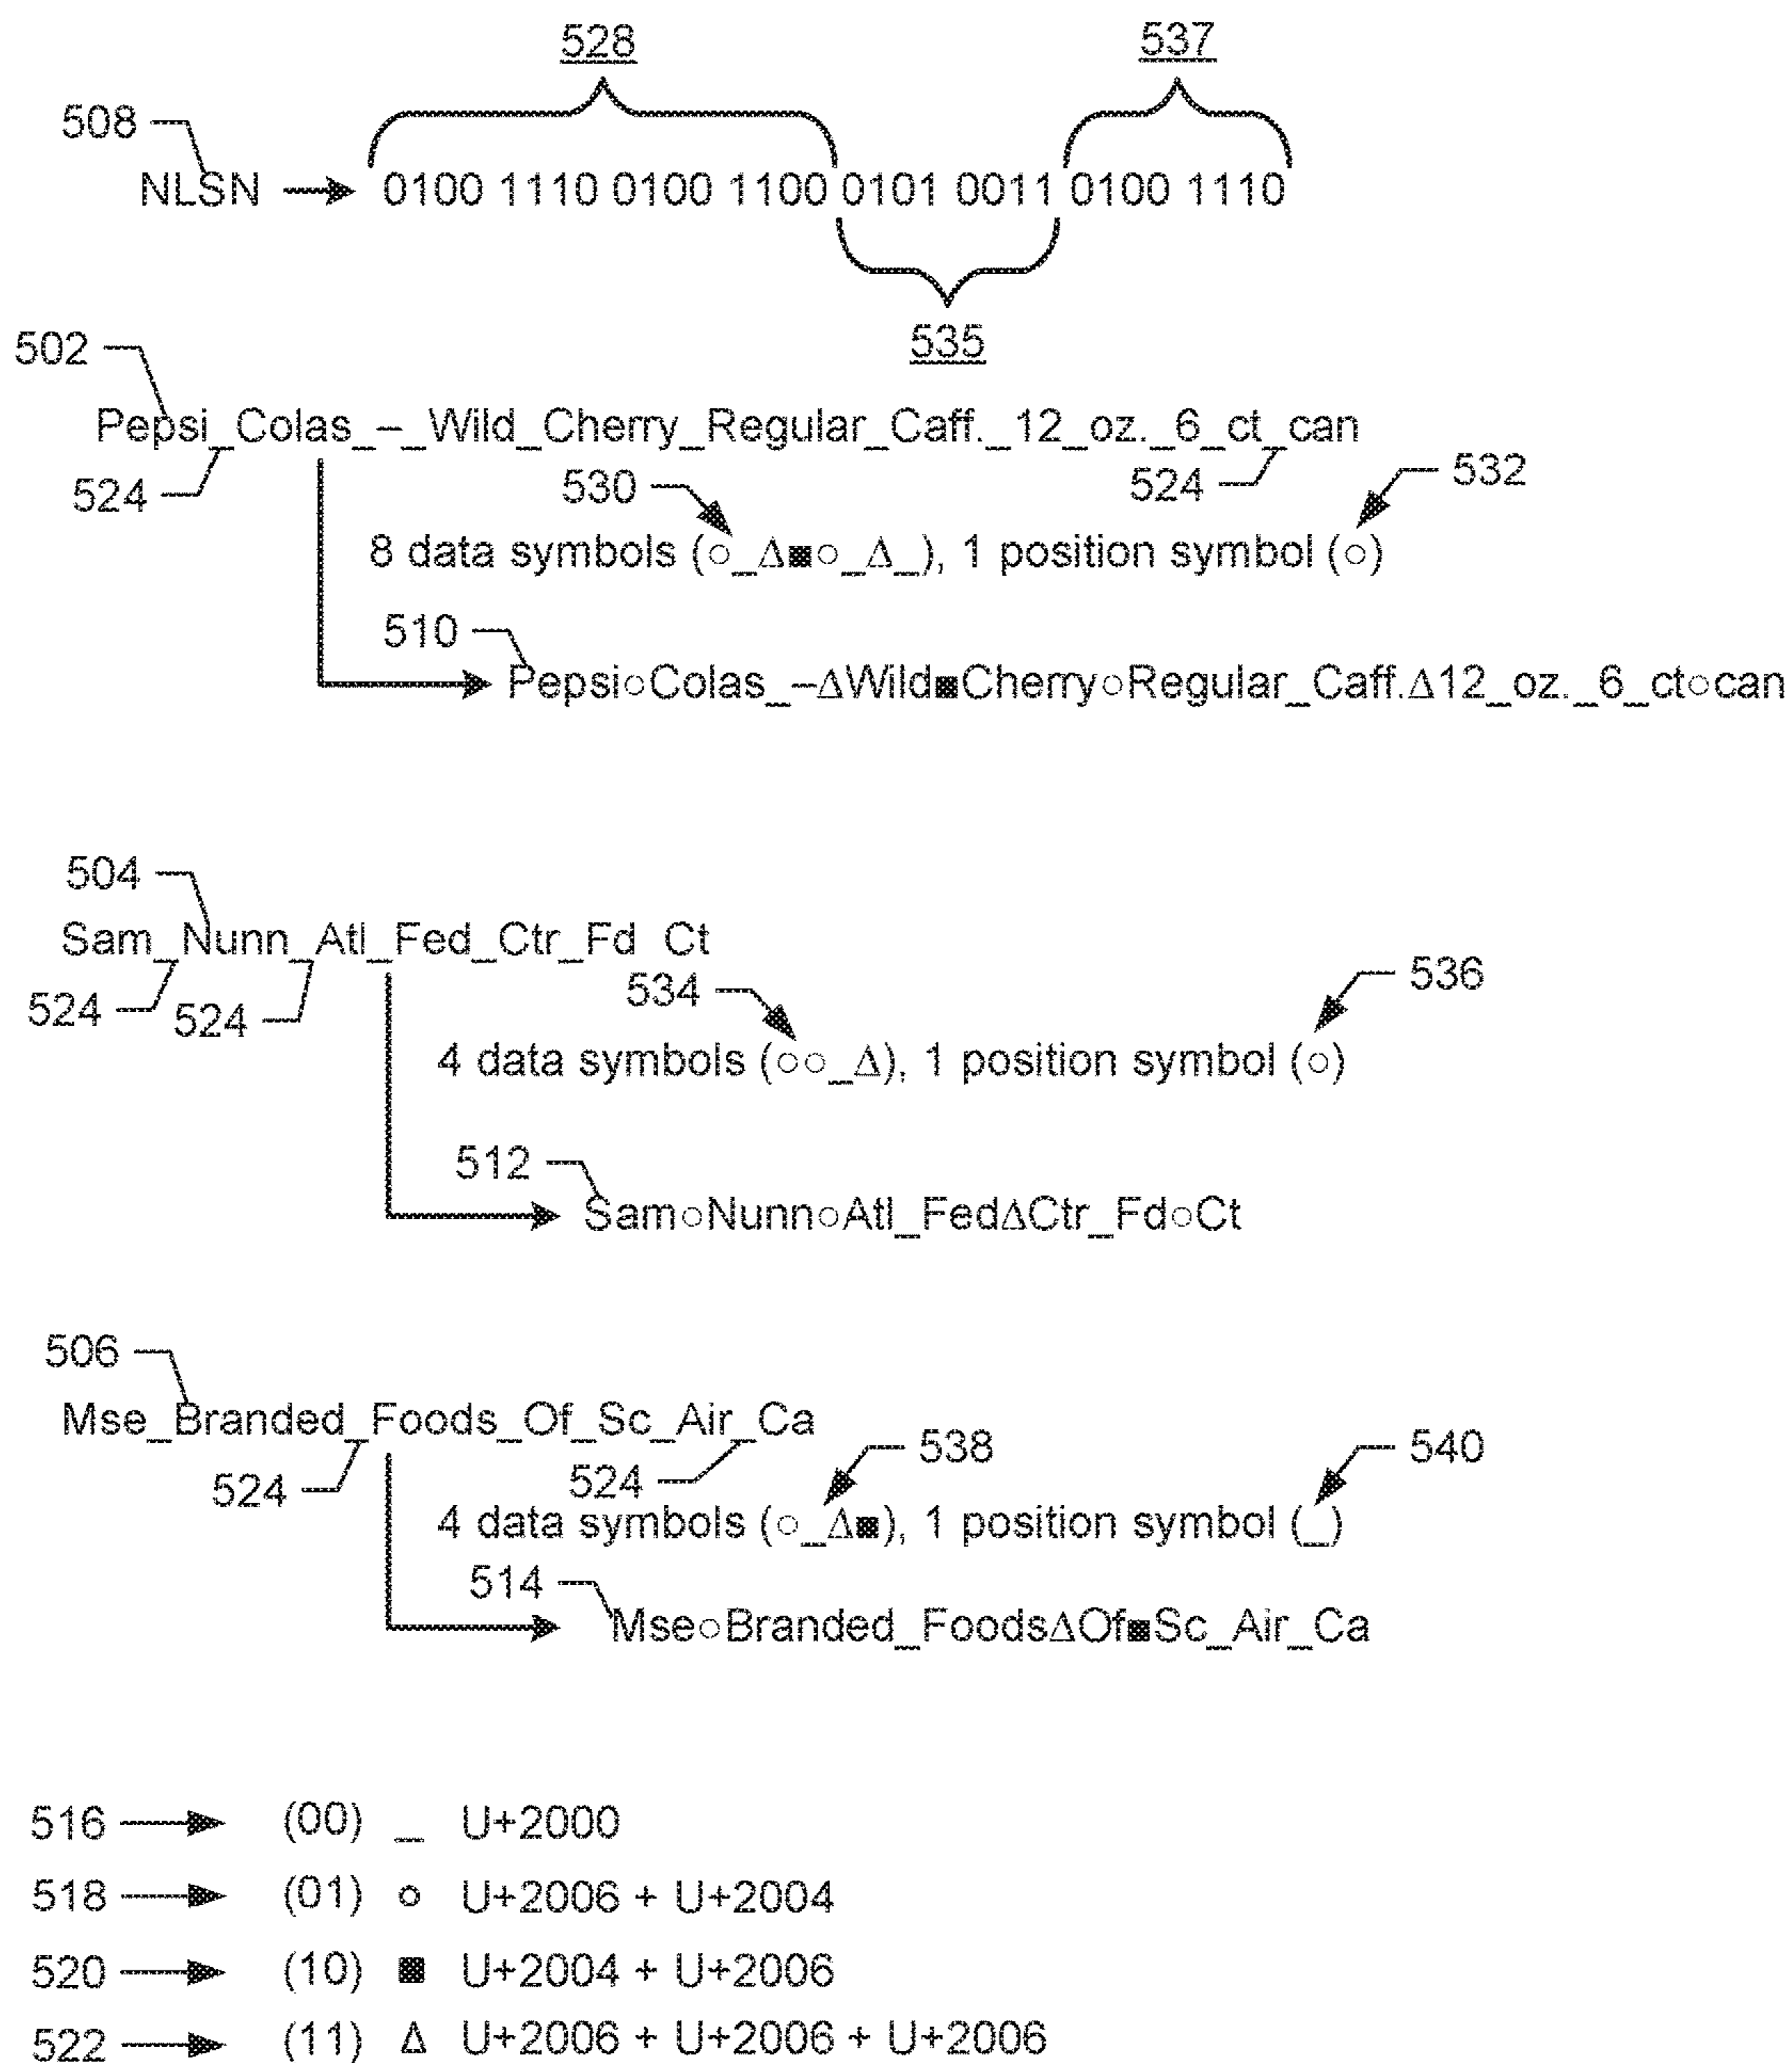 528 537
508
NLSN → 0100 1110 0100 1100 0101 0011 0100 1110
535
502
Pepsi_Colas_–_Wild_Cherry_Regular_Caff._12_oz._6_ct_can
524 530 524 532
8 data symbols (○_Δ■○_Δ_), 1 position symbol (○)
510
Pepsi○Colas_–ΔWild■Cherry○Regular_Caff.Δ12_oz._6_ct○can
504
Sam_Nunn_Atl_Fed_Ctr_Fd Ct
524 524 534 536
4 data symbols (○○_Δ), 1 position symbol (○)
512
Sam○Nunn○Atl_FedΔCtr_Fd○Ct
506
Mse_Branded_Foods_Of_Sc_Air_Ca
524 524 538 540
4 data symbols (○_Δ■), 1 position symbol (_)
514
Mse○Branded_FoodsΔOf■Sc_Air_Ca
516 → (00) _ U+2000
518 → (01) ○ U+2006 + U+2004
520 → (10) ■ U+2004 + U+2006
522 → (11) Δ U+2006 + U+2006 + U+2006